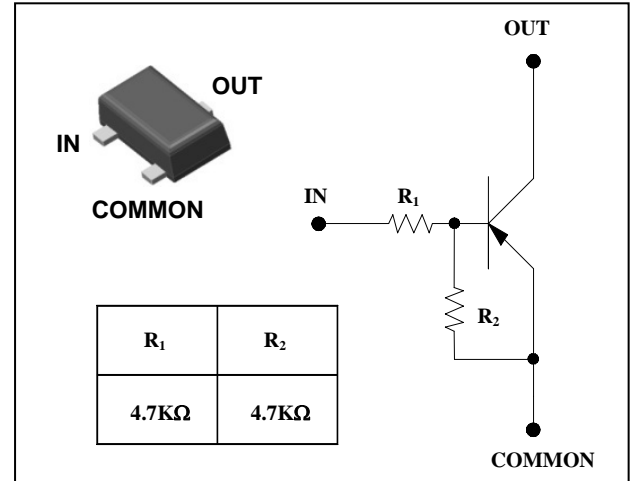 OUT
OUT
IN
COMMON
IN
R₁
R₂
R₁ R₂
4.7KΩ 4.7KΩ
COMMON